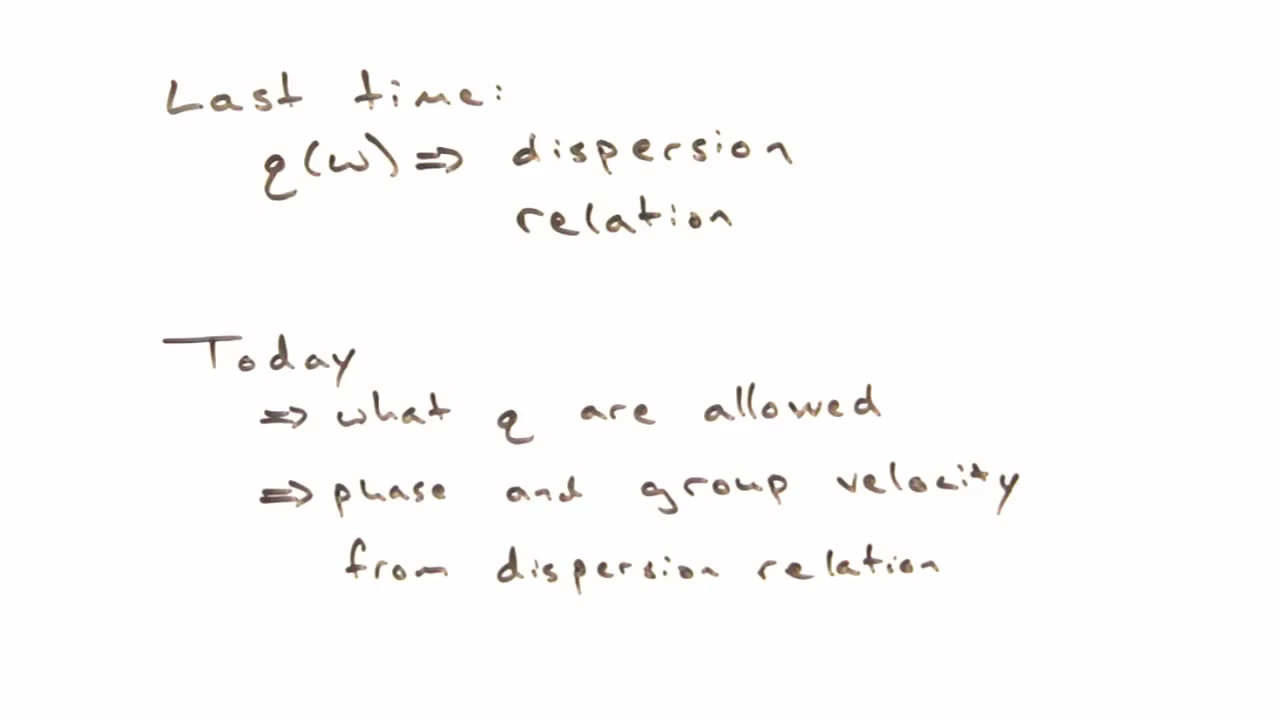 Last time:
q(ω) ⇒ dispersion
relation
Today
⇒ what q are allowed
⇒ phase and group velocity
from dispersion relation